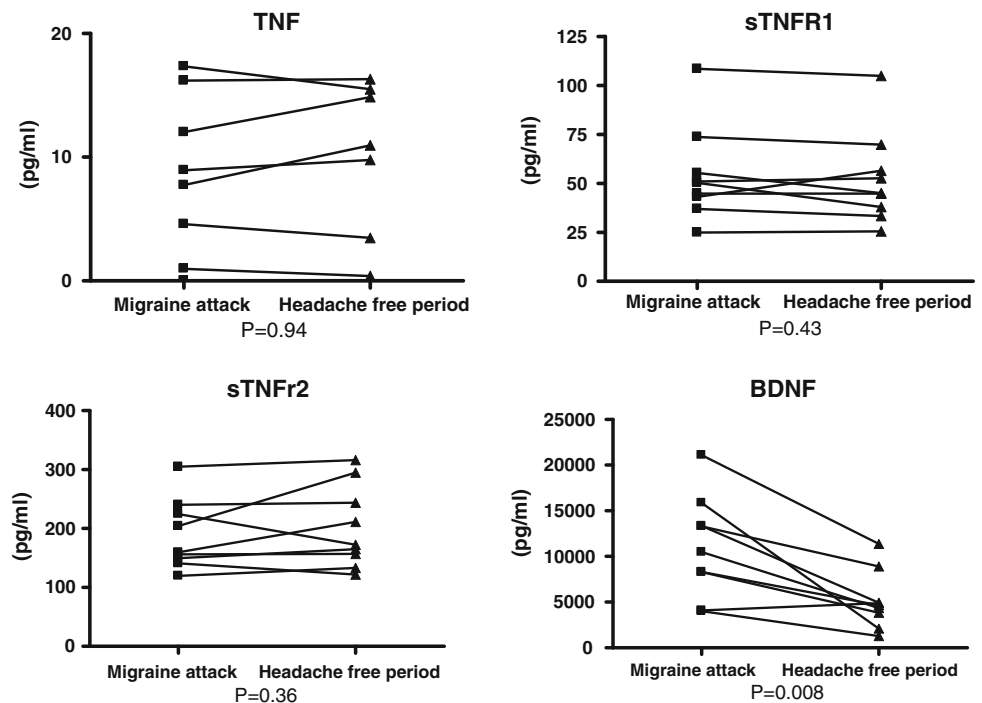 TNF
20
10
0
(pg/ml)
Migraine attack Headache free period
P=0.94
sTNFR1
125
100
75
50
25
0
(pg/ml)
Migraine attack Headache free period
P=0.43
sTNFr2
400
300
200
100
0
(pg/ml)
Migraine attack Headache free period
P=0.36
BDNF
25000
20000
15000
10000
5000
0
(pg/ml)
Migraine attack Headache free period
P=0.008